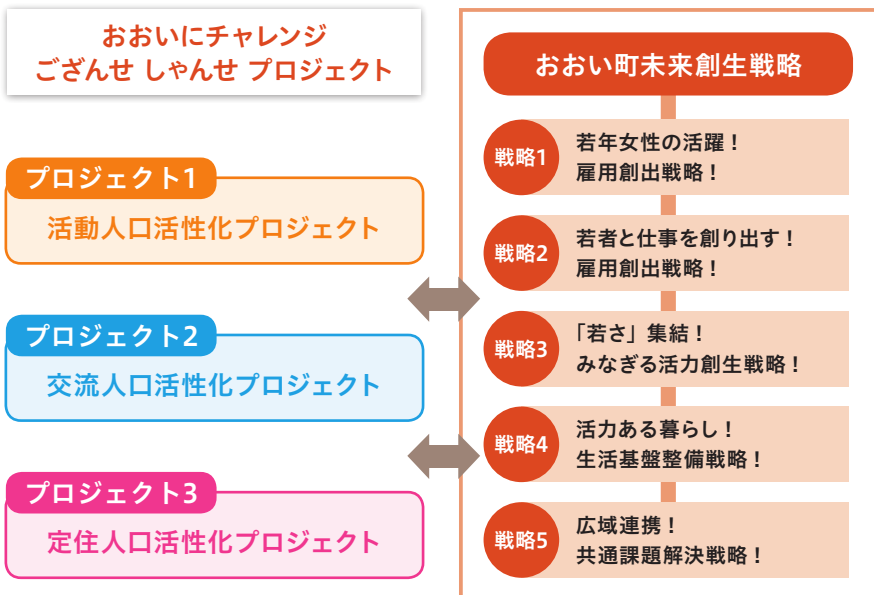 おおいにチャレンジ
ござんせ しゃんせ プロジェクト
プロジェクト1
活動人口活性化プロジェクト
プロジェクト2
交流人口活性化プロジェクト
プロジェクト3
定住人口活性化プロジェクト
おおい町未来創生戦略
戦略1
若年女性の活躍！
雇用創出戦略！
戦略2
若者と仕事を創り出す！
雇用創出戦略！
戦略3
「若さ」集結！
みなぎる活力創生戦略！
戦略4
活力ある暮らし！
生活基盤整備戦略！
戦略5
広域連携！
共通課題解決戦略！